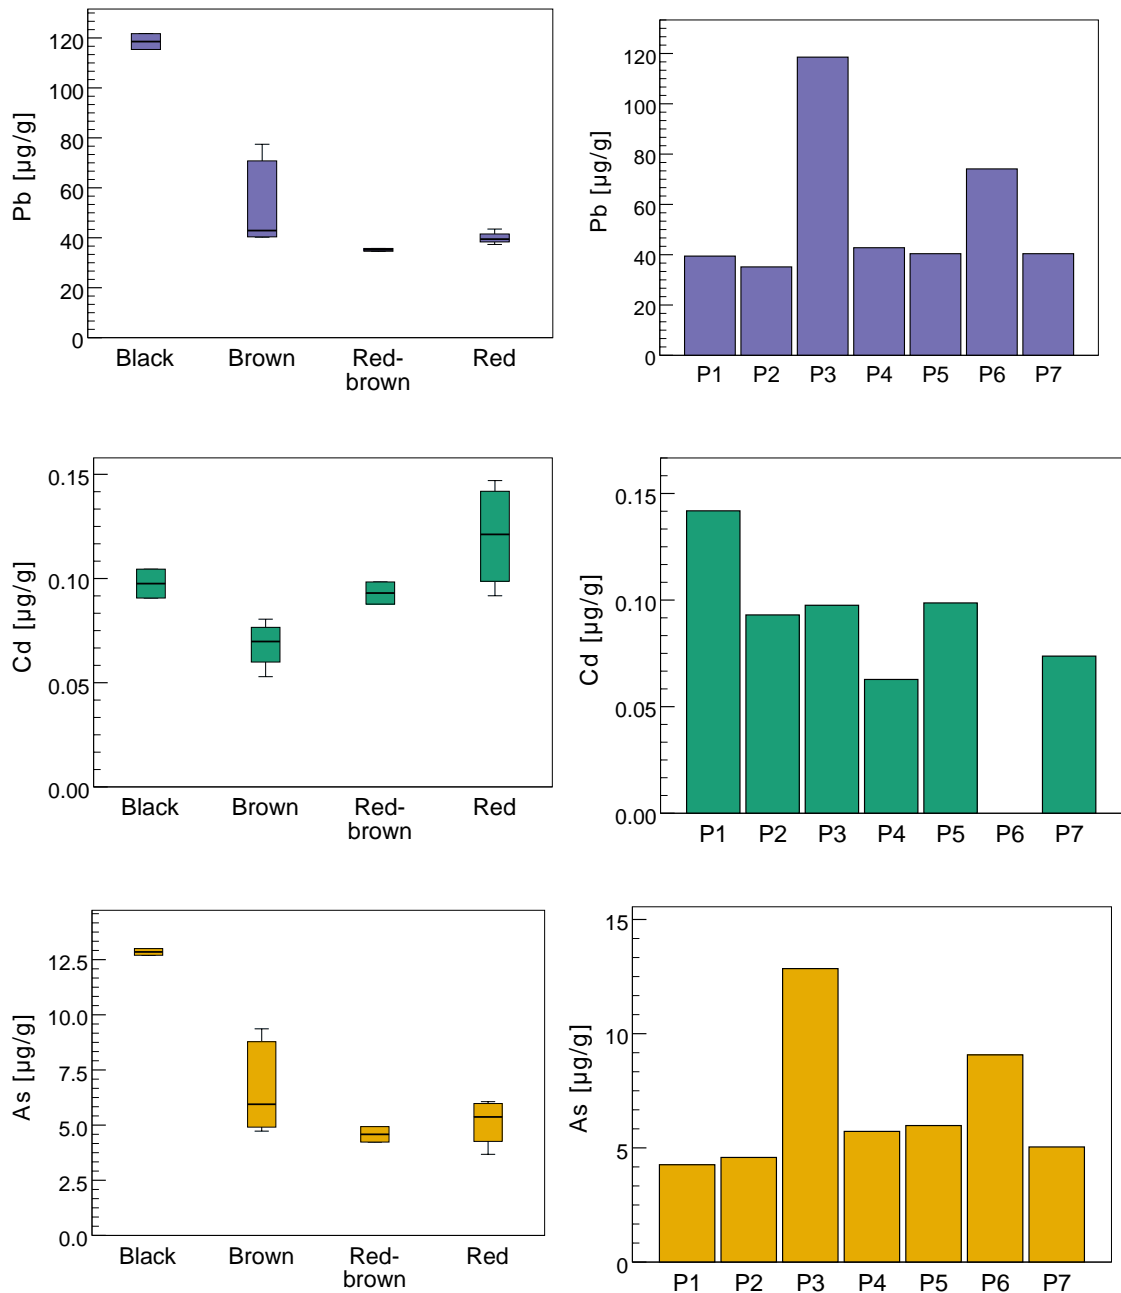 Pb [µg/g]
120
100
80
60
40
20
0
Black
Brown
Red-
brown
Red
Pb [µg/g]
120
100
80
60
40
20
0
P1
P2
P3
P4
P5
P6
P7
Cd [µg/g]
0.15
0.10
0.05
0.00
Black
Brown
Red-
brown
Red
Cd [µg/g]
0.15
0.10
0.05
0.00
P1
P2
P3
P4
P5
P6
P7
As [µg/g]
12.5
10.0
7.5
5.0
2.5
0.0
Black
Brown
Red-
brown
Red
As [µg/g]
15
10
5
0
P1
P2
P3
P4
P5
P6
P7